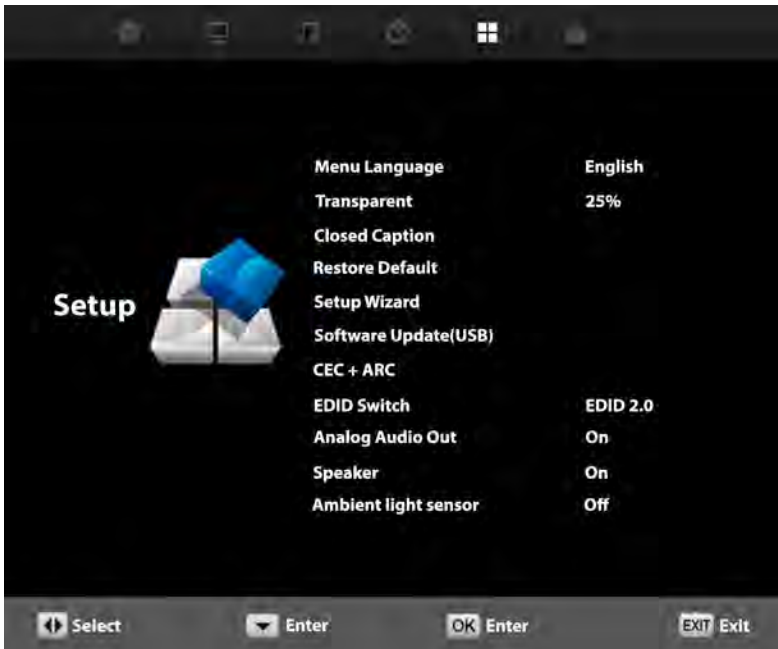 Menu Language English
Transparent 25%
Closed Caption
Restore Default
Setup
Setup Wizard
Software Update(USB)
CEC + ARC
EDID Switch EDID 2.0
Analog Audio Out On
Speaker On
Ambient light sensor Off
Select Enter OK Enter EXIT Exit